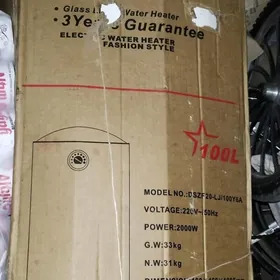 • Glass Water Heater
• 3Years Guarantee
ELEC WATER HEATER
FASHION STYLE
100L
MODEL NO.:
VOLTAGE:220V~50Hz
POWER:2000W
G.W:33kg
N.W:31kg